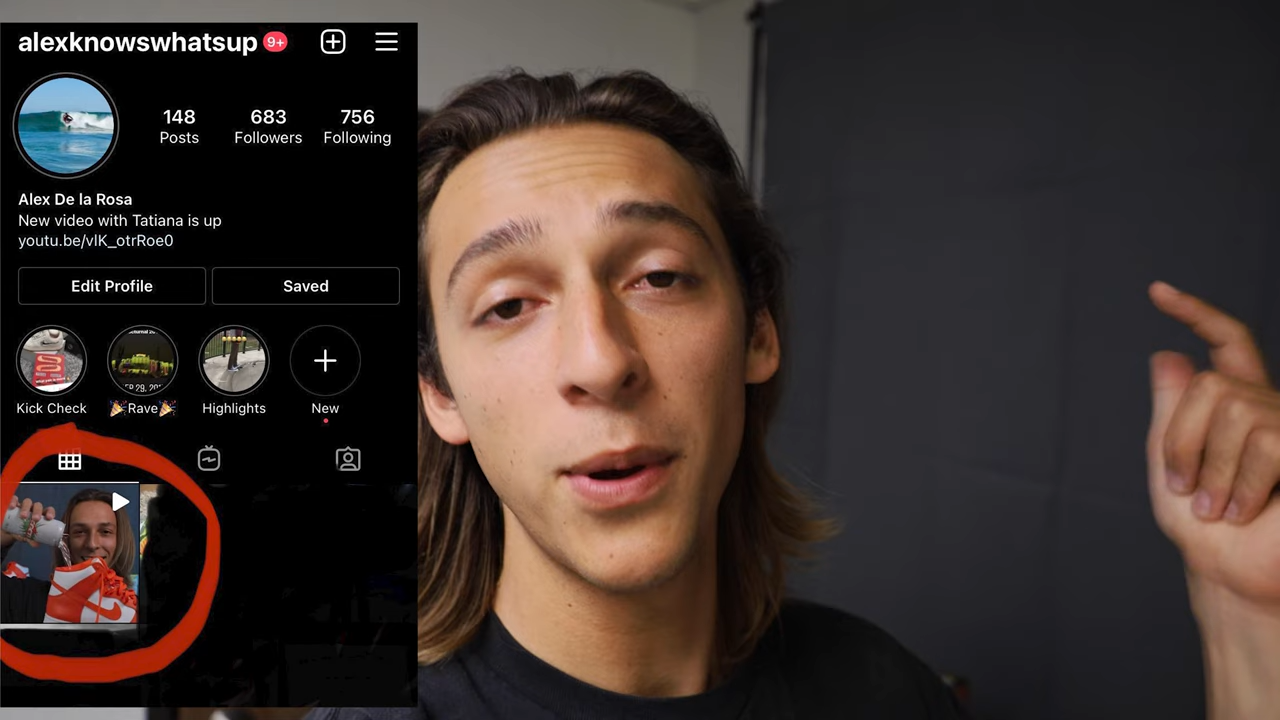 alexknowswhatsup 9+
148 683 756
Posts Followers Following
Alex De la Rosa
New video with Tatiana is up
youtu.be/vlK_otrRoe0
Edit Profile Saved
Kick Check 🎉Rave🎉 Highlights New